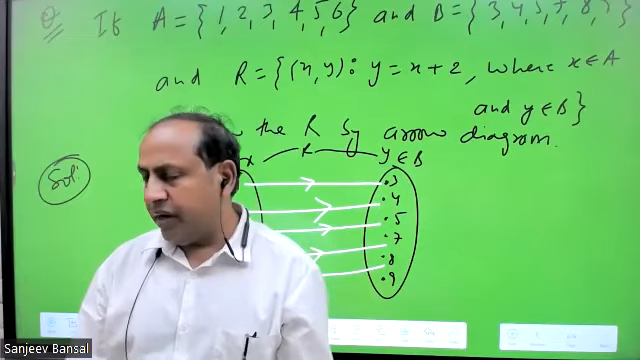 Q. If A = {1, 2, 3, 4, 5, 6} and B = {3, 4, 5, 7, 8, 9}
and R = {(x, y): y = x + 2, where x ∈ A
and y ∈ B}
the R by arrow diagram.
Sol:
x R y ∈ B
.3
.4
.5
.7
.8
.9
Sanjeev Bansal